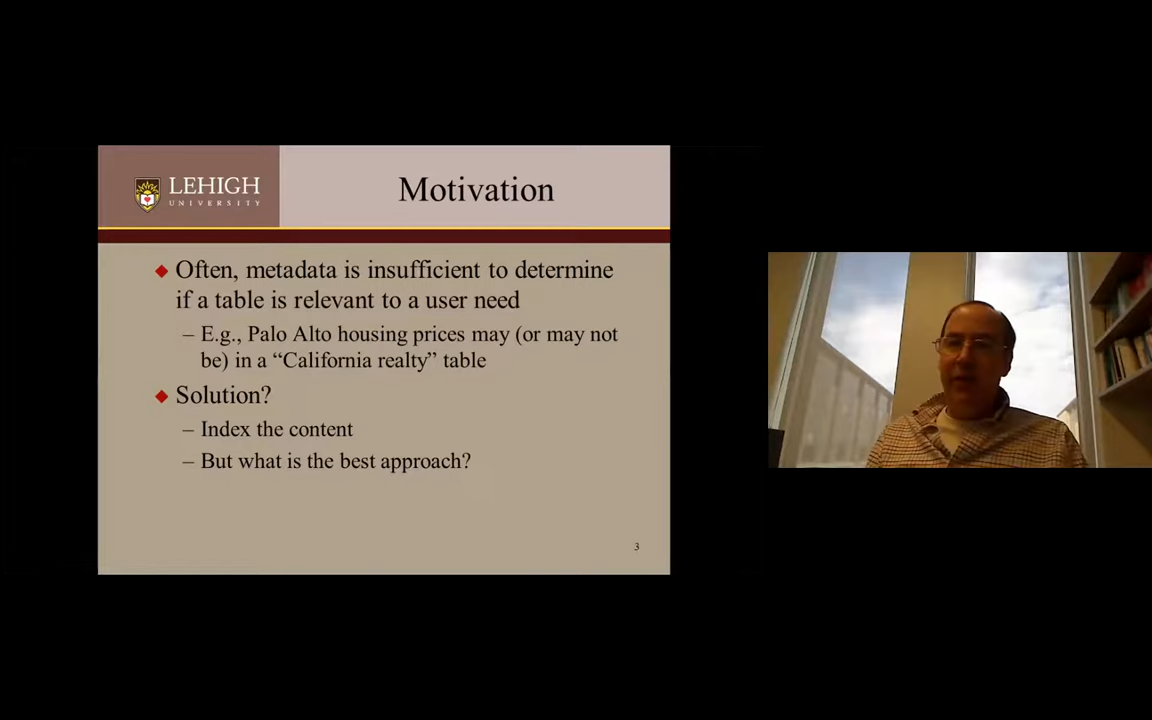 LEHIGH
UNIVERSITY
Motivation
Often, metadata is insufficient to determine
if a table is relevant to a user need
– E.g., Palo Alto housing prices may (or may not
be) in a “California realty” table
Solution?
– Index the content
– But what is the best approach?
3